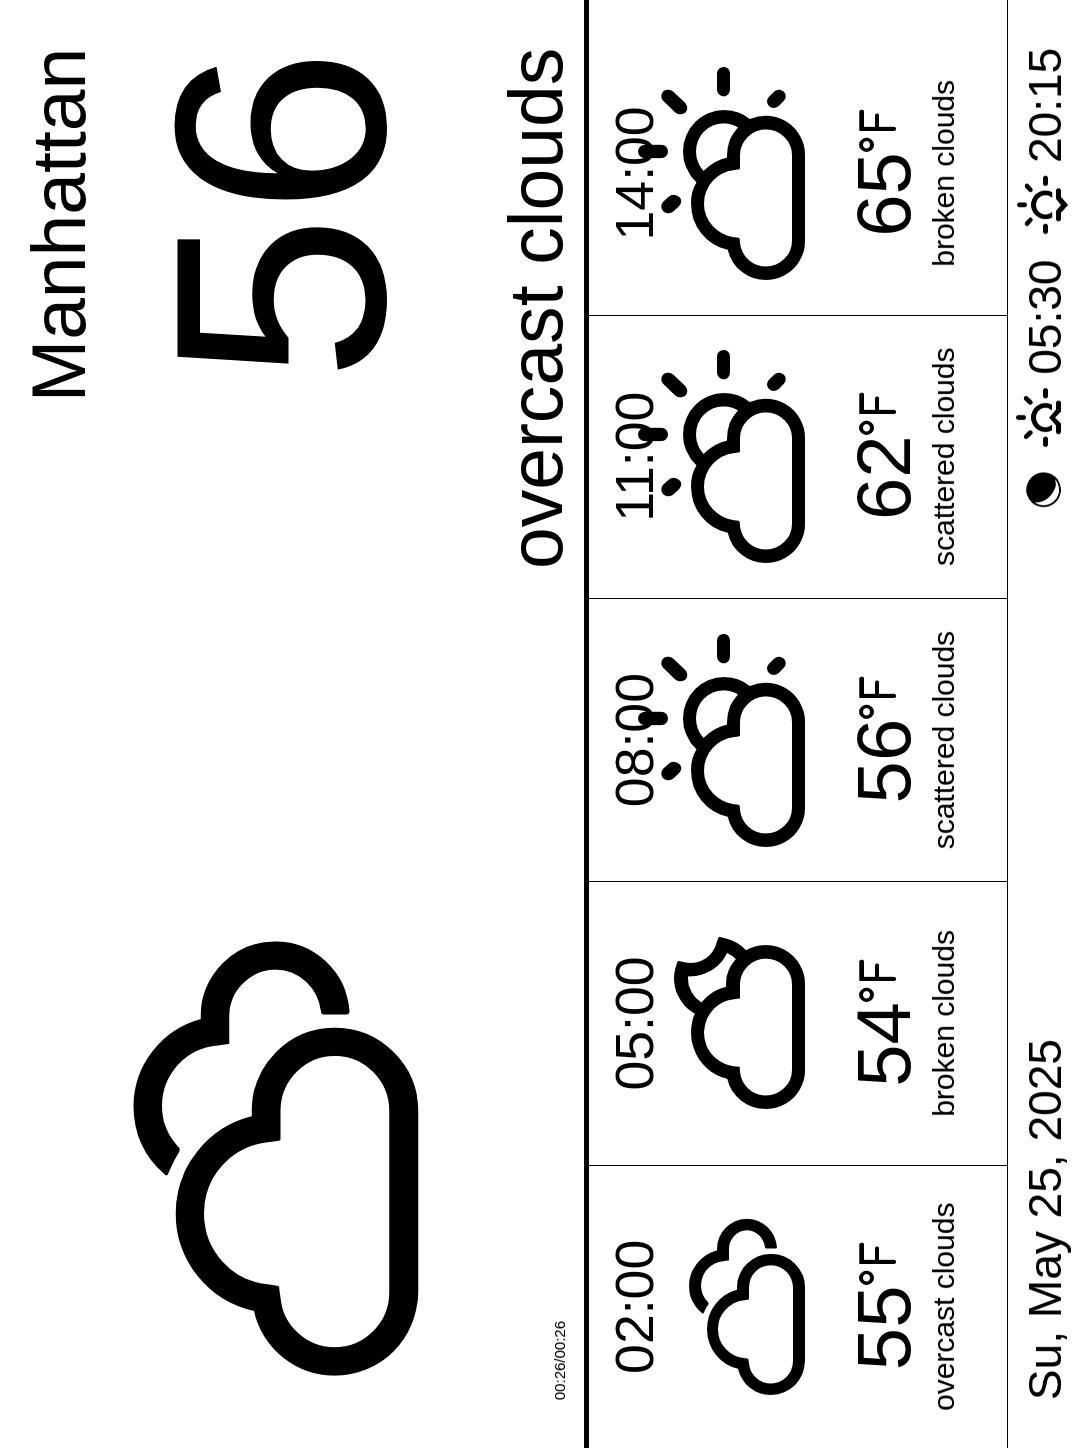 Manhattan
56
overcast clouds
00:26/00:26
02:00
55°F
overcast clouds
05:00
54°F
broken clouds
08:00
56°F
scattered clouds
11:00
62°F
scattered clouds
14:00
65°F
broken clouds
Su, May 25, 2025
05:30
20:15